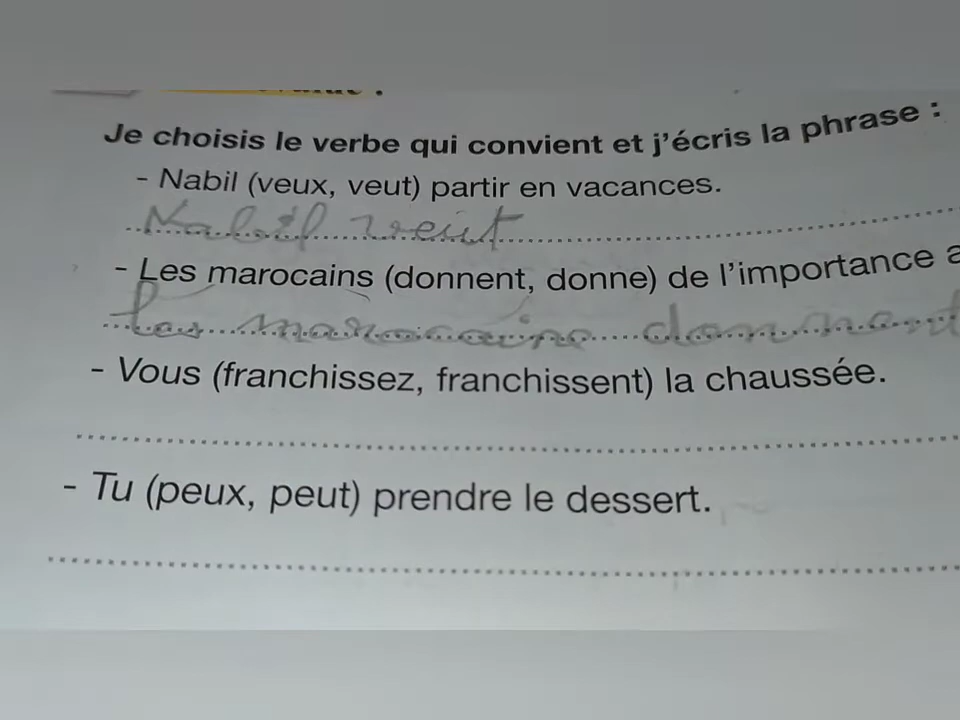 Je choisis le verbe qui convient et j'écris la phrase :
- Nabil (veux, veut) partir en vacances.
Nabil veut
- Les marocains (donnent, donne) de l'importance
Les marocains donnent
- Vous (franchissez, franchissent) la chaussée.
- Tu (peux, peut) prendre le dessert.